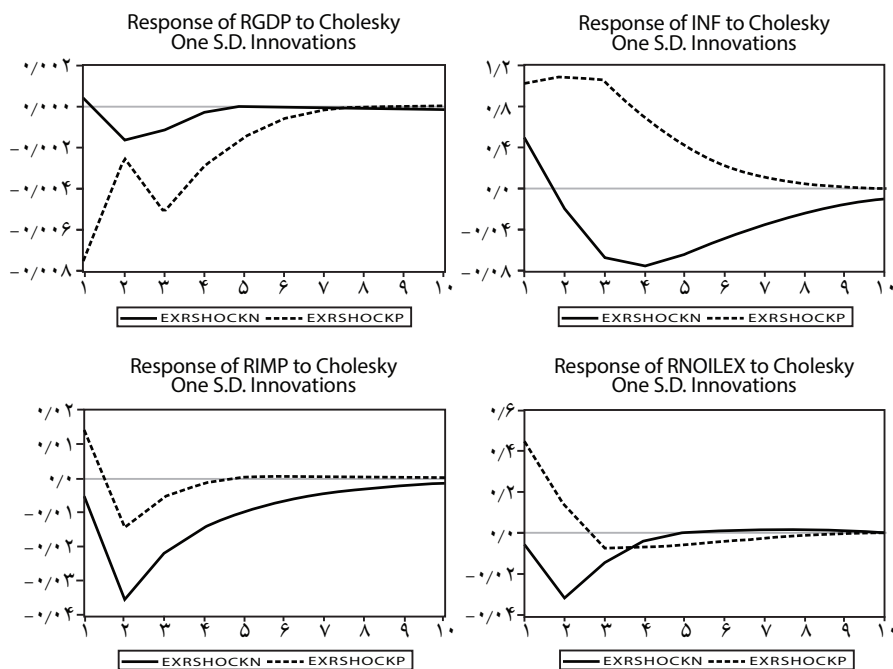 Response of RGDP to Cholesky
One S.D. Innovations
۰/۰۰۲
۰/۰۰۰
−۰/۰۰۲
−۰/۰۰۴
−۰/۰۰۶
−۰/۰۰۸
۱ ۲ ۳ ۴ ۵ ۶ ۷ ۸ ۹ ۱۰
EXRSHOCKN EXRSHOCKP
Response of INF to Cholesky
One S.D. Innovations
۱/۲
۰/۸
۰/۴
۰/۰
−۰/۰۴
−۰/۰۸
۱ ۲ ۳ ۴ ۵ ۶ ۷ ۸ ۹ ۱۰
EXRSHOCKN EXRSHOCKP
Response of RIMP to Cholesky
One S.D. Innovations
۰/۰۲
۰/۰۱
۰/۰
−۰/۰۱
−۰/۰۲
−۰/۰۳
−۰/۰۴
۱ ۲ ۳ ۴ ۵ ۶ ۷ ۸ ۹ ۱۰
EXRSHOCKN EXRSHOCKP
Response of RNOILEX to Cholesky
One S.D. Innovations
۰/۶
۰/۴
۰/۲
۰/۰
−۰/۰۲
−۰/۰۴
۱ ۲ ۳ ۴ ۵ ۶ ۷ ۸ ۹ ۱۰
EXRSHOCKN EXRSHOCKP